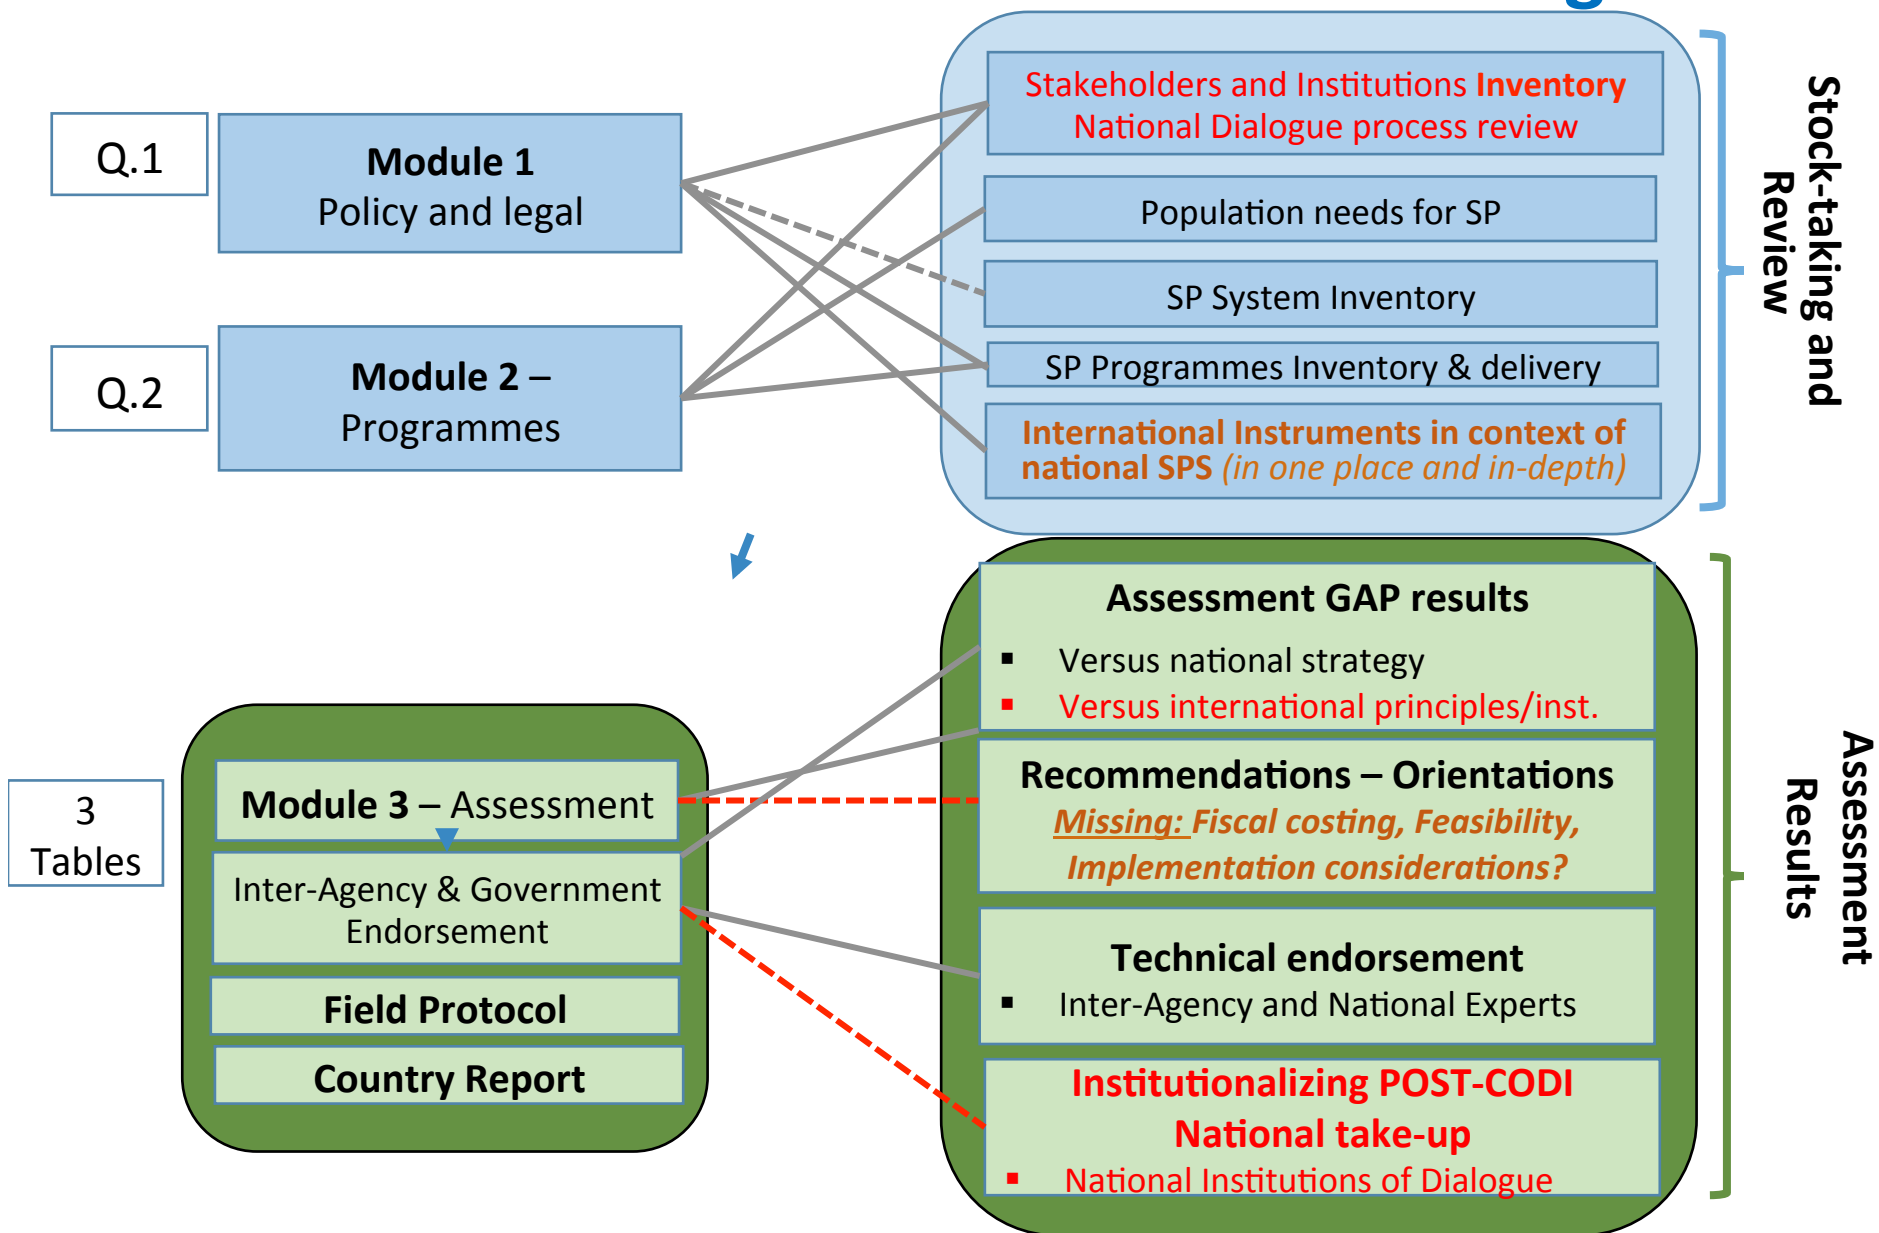 Q.1
Module 1
Policy and legal
Q.2
Module 2 –
Programmes
Stakeholders and Institutions Inventory
National Dialogue process review
Population needs for SP
SP System Inventory
SP Programmes Inventory & delivery
International Instruments in context of
national SPS (in one place and in-depth)
Stock-taking and
Review
3
Tables
Module 3 – Assessment
Inter-Agency & Government
Endorsement
Field Protocol
Country Report
Assessment GAP results
▪ Versus national strategy
▪ Versus international principles/inst.
Recommendations – Orientations
Missing: Fiscal costing, Feasibility,
Implementation considerations?
Technical endorsement
▪ Inter-Agency and National Experts
Institutionalizing POST-CODI
National take-up
▪ National Institutions of Dialogue
Assessment
Results